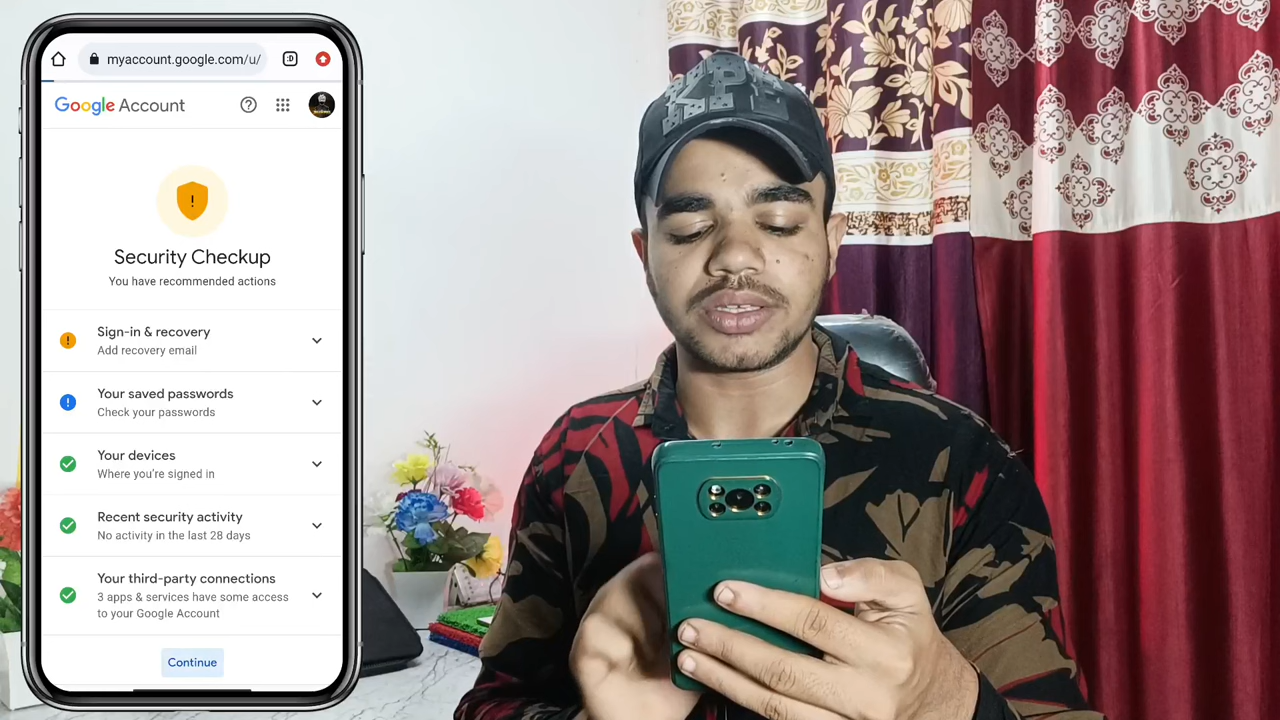 myaccount.google.com/u/
:D
Google Account
!
Security Checkup
You have recommended actions
Sign-in & recovery
Add recovery email
Your saved passwords
Check your passwords
Your devices
Where you're signed in
Recent security activity
No activity in the last 28 days
Your third-party connections
3 apps & services have some access
to your Google Account
Continue